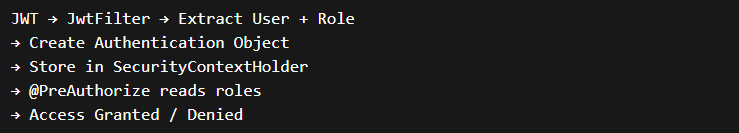 JWT → JwtFilter → Extract User + Role
→ Create Authentication Object
→ Store in SecurityContextHolder
→ @PreAuthorize reads roles
→ Access Granted / Denied